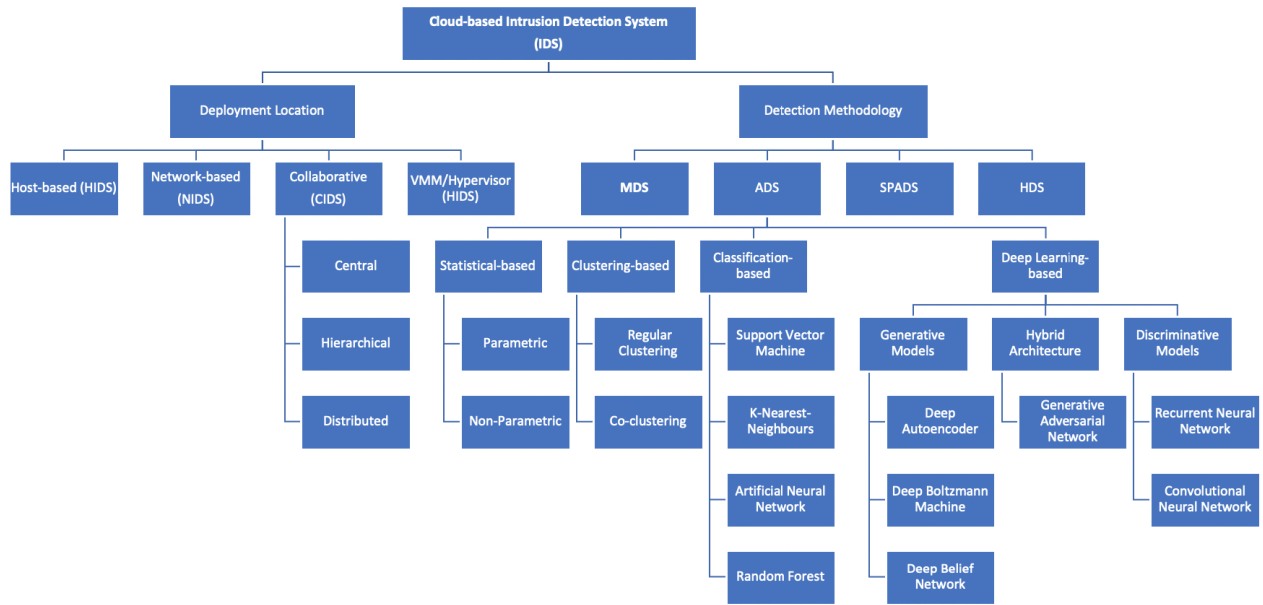 Cloud-based Intrusion Detection System
(IDS)
Deployment Location
Detection Methodology
Host-based (HIDS)
Network-based
(NIDS)
Collaborative
(CIDS)
VMM/Hypervisor
(HIDS)
MDS
ADS
SPADS
HDS
Central
Statistical-based
Clustering-based
Classification-
based
Deep Learning-
based
Hierarchical
Parametric
Regular
Clustering
Support Vector
Machine
Generative
Models
Hybrid
Architecture
Discriminative
Models
Distributed
Non-Parametric
Co-clustering
K-Nearest-
Neighbours
Deep
Autoencoder
Generative
Adversarial
Network
Recurrent Neural
Network
Artificial Neural
Network
Deep Boltzmann
Machine
Convolutional
Neural Network
Random Forest
Deep Belief
Network